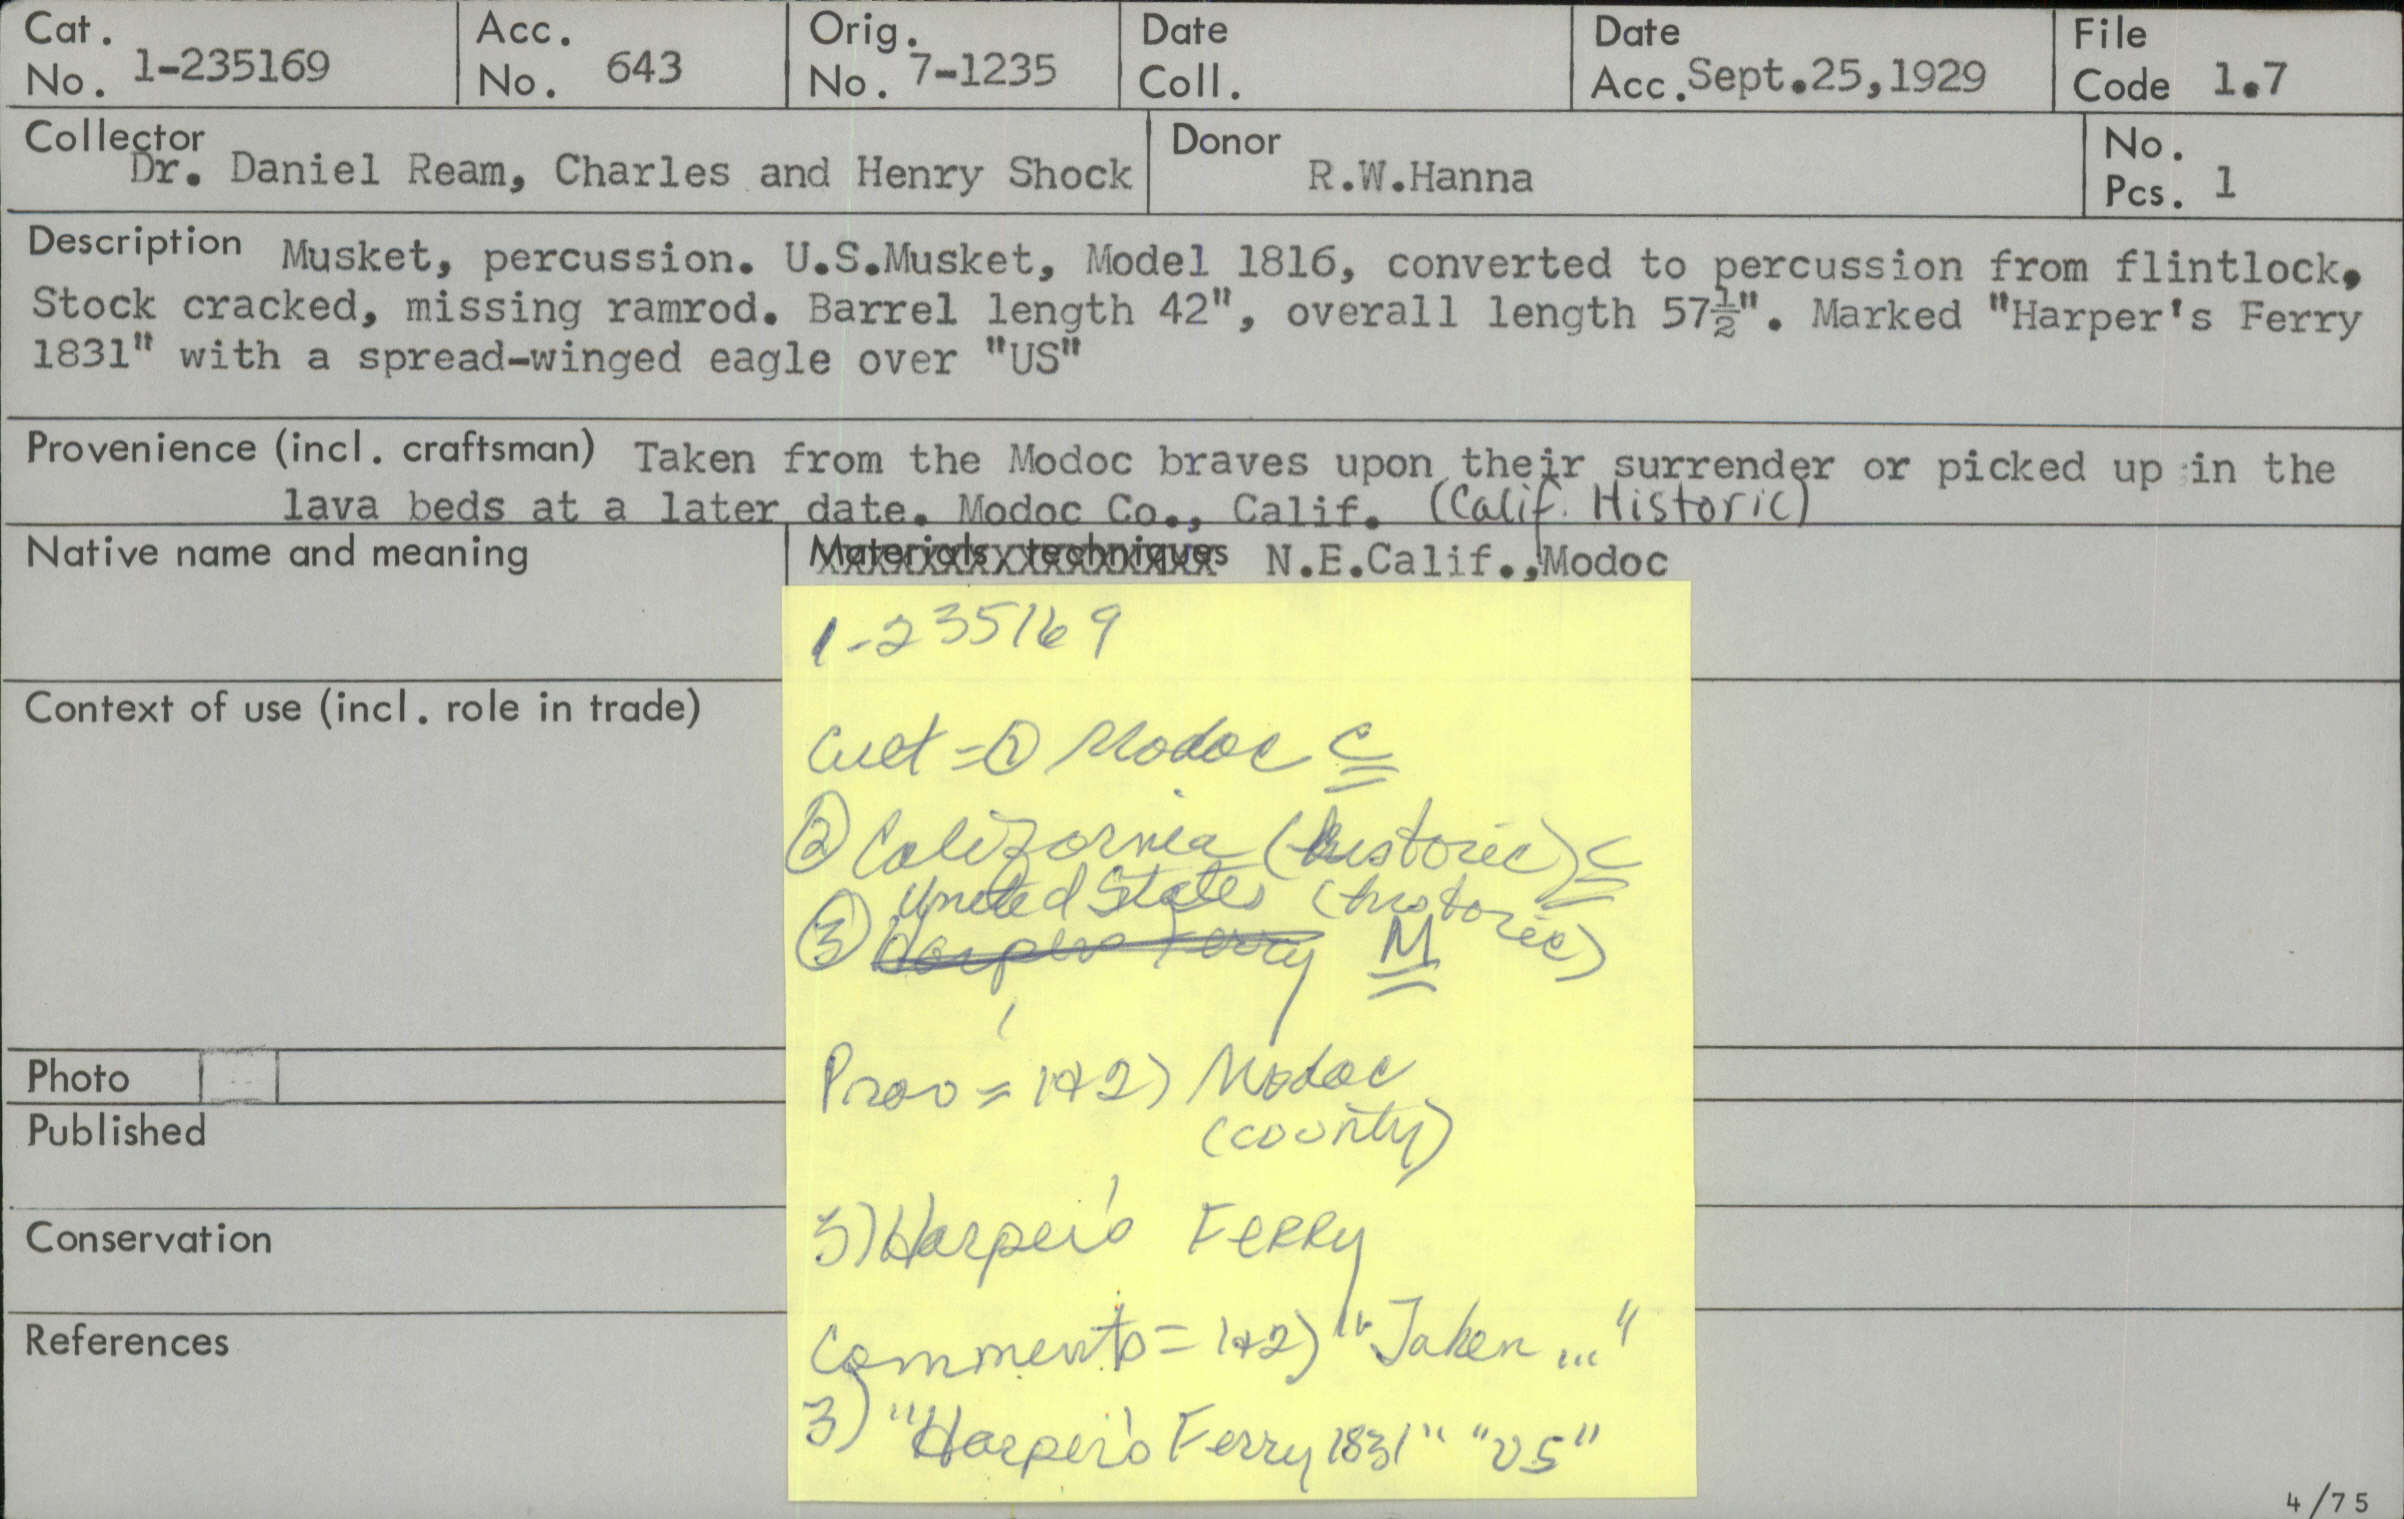 Cat. No. 1-235169
Acc. No. 643
Orig. No. 7-1235
Date Coll.
Date Acc. Sept.25,1929
File Code 1.7
Collector
Dr. Daniel Ream, Charles and Henry Shock
Donor
R.W.Hanna
No. Pcs. 1
Description Musket, percussion. U.S.Musket, Model 1816, converted to percussion from flintlock.
Stock cracked, missing ramrod. Barrel length 42", overall length 57½". Marked "Harper's Ferry
1831" with a spread-winged eagle over "US"
Provenience (incl. craftsman) Taken from the Modoc braves upon their surrender or picked up in the
lava beds at a later date. Modoc Co., Calif. (Calif. Historic)
Native name and meaning
Materials, techniques N.E.Calif.,Modoc
1-235169
Cult = ① Modoc C
② California (historic) C
United States (historic)
③ Harpers Ferry M
Prov = 1+2) Modoc
(county)
3) Harper's Ferry
Comments = 1+2) "Taken ..."
3) "Harper's Ferry 1831" "US"
Context of use (incl. role in trade)
Photo
Published
Conservation
References
4/75